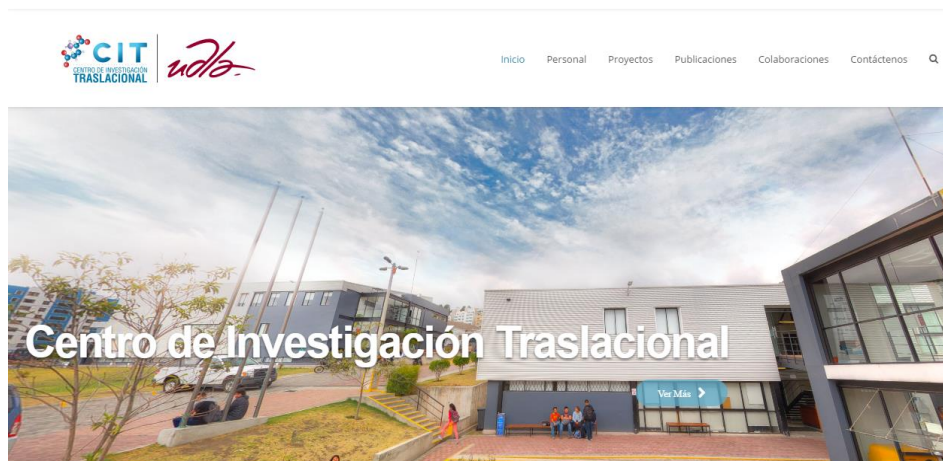 CIT
CENTRO DE INVESTIGACIÓN
TRASLACIONAL
udla-
Inicio Personal Proyectos Publicaciones Colaboraciones Contáctenos
Centro de Investigación Traslacional
Ver Más